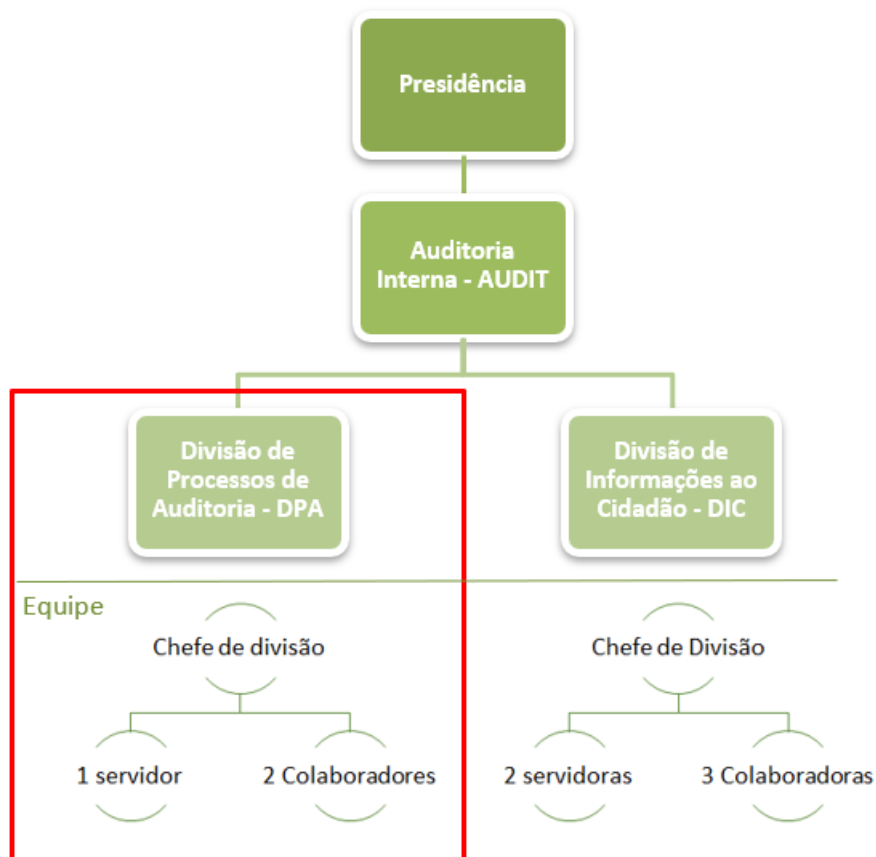 Presidência
Auditoria
Interna - AUDIT
Divisão de
Processos de
Auditoria - DPA
Divisão de
Informações ao
Cidadão - DIC
Equipe
Chefe de divisão
Chefe de Divisão
1 servidor
2 Colaboradores
2 servidoras
3 Colaboradoras